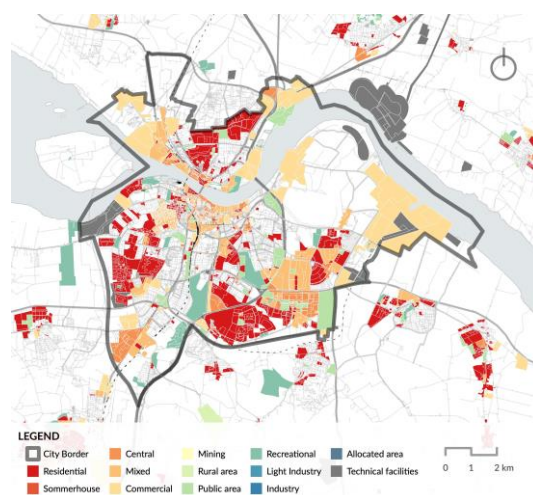 LEGEND
City Border Central Mining Recreational Allocated area
Residential Mixed Rural area Light Industry Technical facilities
Sommerhouse Commercial Public area Industry
0 1 2 km